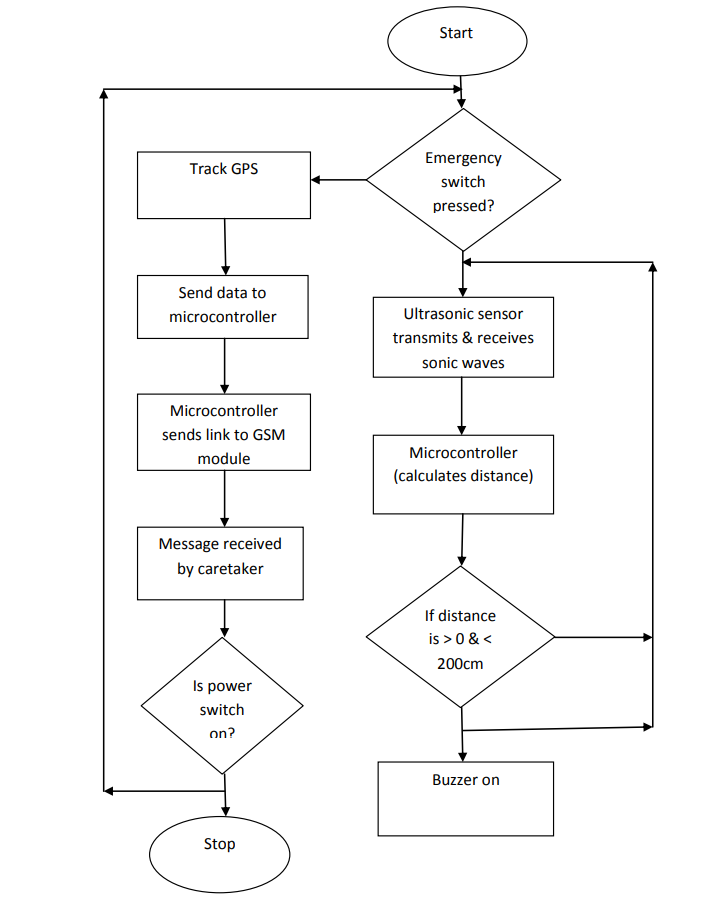 Start
Emergency
switch
pressed?
Track GPS
Send data to
microcontroller
Microcontroller
sends link to GSM
module
Message received
by caretaker
Is power
switch
on?
Stop
Ultrasonic sensor
transmits & receives
sonic waves
Microcontroller
(calculates distance)
If distance
is > 0 & <
200cm
Buzzer on